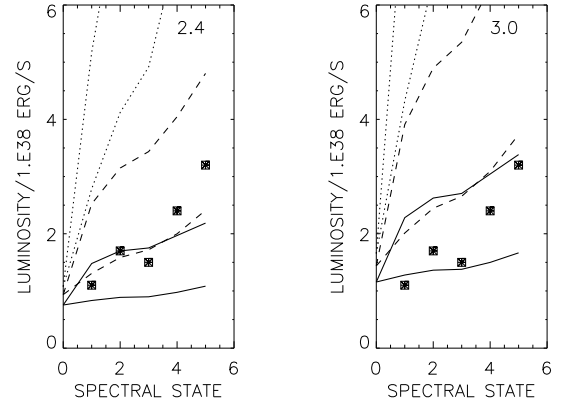 6
4
2
0
LUMINOSITY/1.E38 ERG/S
2.4
0 2 4 6
SPECTRAL STATE
6
4
2
0
LUMINOSITY/1.E38 ERG/S
3.0
0 2 4 6
SPECTRAL STATE